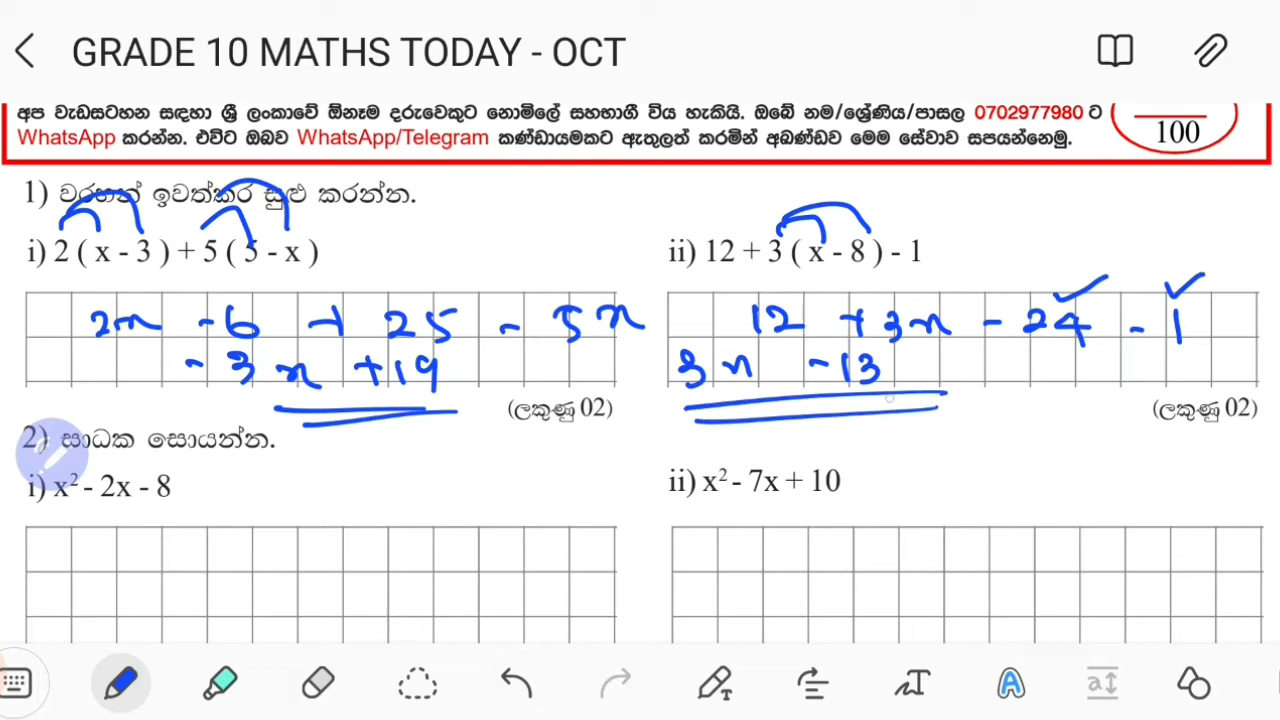 GRADE 10 MATHS TODAY - OCT
අප වැඩසටහන සඳහා ශ්‍රී ලංකාවේ ඕනෑම දරුවෙකුට නොමිලේ සහභාගී විය හැකියි. ඔබේ නම/ශ්‍රේණිය/පාසල 0702977980 ට
WhatsApp කරන්න. එවිට ඔබව WhatsApp/Telegram කණ්ඩායමකට ඇතුලත් කරමින් අඛණ්ඩව මෙම සේවාව සපයන්නෙමු.
100
1) වරහන් ඉවත්කර සුළු කරන්න.
i) 2 ( x - 3 ) + 5 ( 5 - x )
ii) 12 + 3 ( x - 8 ) - 1
2x - 6 + 25 - 5x
12 + 3x - 24 - 1
- 3x + 19
3x - 13
(ලකුණු 02)
(ලකුණු 02)
2) සාධක සොයන්න.
i) x² - 2x - 8
ii) x² - 7x + 10